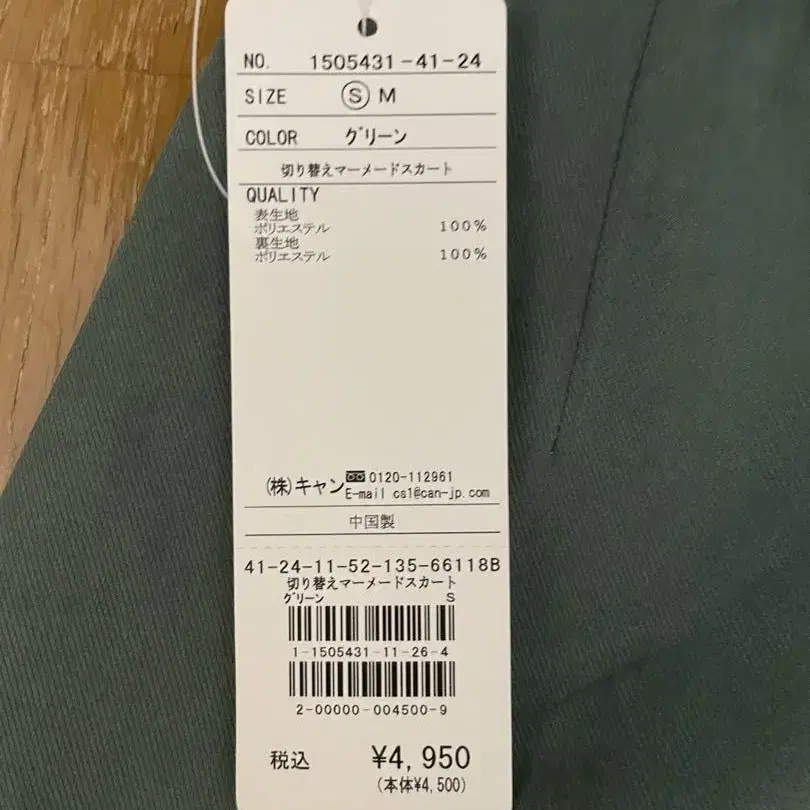 NO. 1505431-41-24
SIZE Ⓢ M
COLOR グリーン
切り替えマーメードスカート
QUALITY
表生地
ポリエステル 100%
裏生地
ポリエステル 100%
(株)キャン 0120-112961
E-mail cs1@can-jp.com
中国製
41-24-11-52-135-66118B
切り替えマーメードスカート
グリーン S
1-1505431-11-26-4
2-00000-004500-9
税込 ¥4,950
(本体¥4,500)